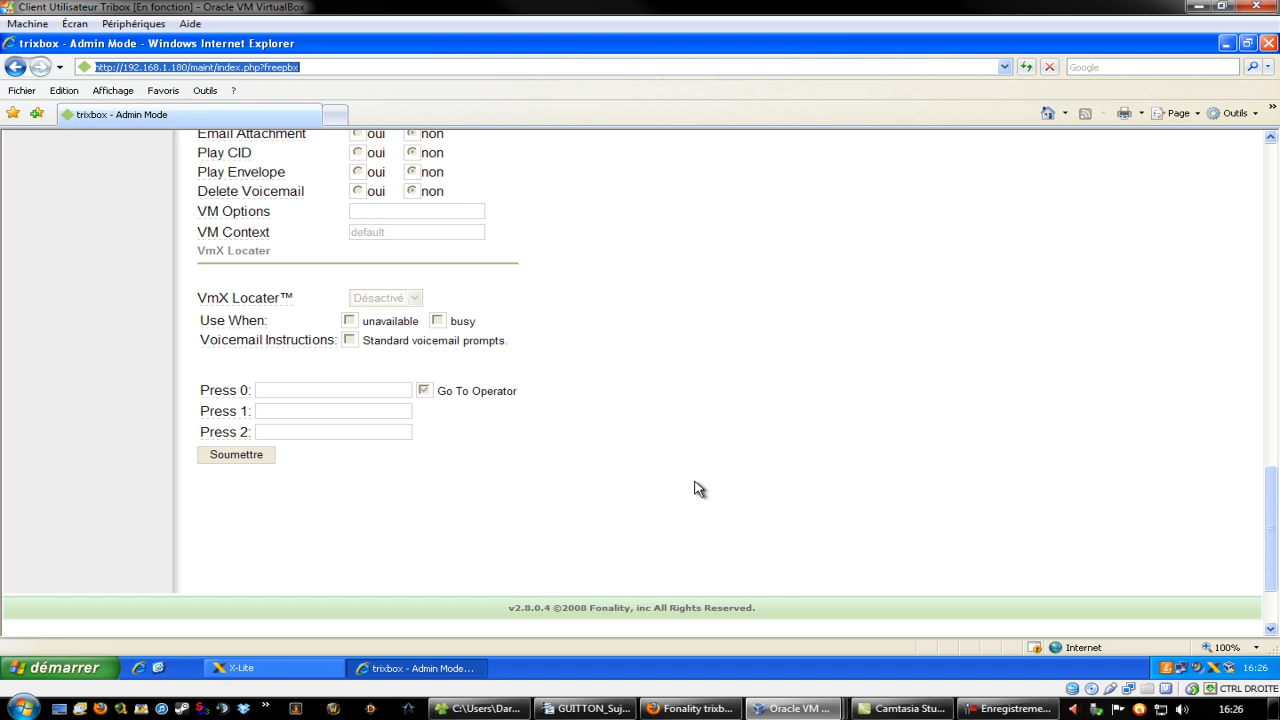 Client Utilisateur Tribox [En fonction] - Oracle VM VirtualBox
Machine Écran Périphériques Aide
trixbox - Admin Mode - Windows Internet Explorer
http://192.168.1.180/maint/index.php?freepbx
Google
Fichier Edition Affichage Favoris Outils ?
trixbox - Admin Mode
Page Outils
Email Attachment oui non
Play CID oui non
Play Envelope oui non
Delete Voicemail oui non
VM Options
VM Context default
VmX Locater
VmX Locater™ Désactivé
Use When: unavailable busy
Voicemail Instructions: Standard voicemail prompts.
Press 0: Go To Operator
Press 1:
Press 2:
Soumettre
v2.8.0.4 ©2008 Fonality, inc All Rights Reserved.
Internet 100%
démarrer X-Lite trixbox - Admin Mode... 16:26
CTRL DROITE
C:\Users\Dar... GUITTON_Suj... Fonality trixb... Oracle VM ... Camtasia Stu... Enregistreme... 16:26